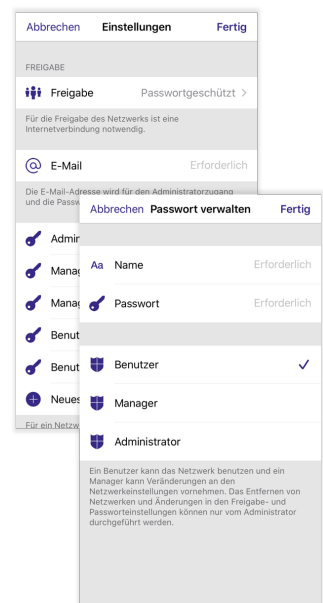 Abbrechen Einstellungen Fertig
FREIGABE
Freigabe Passwortgeschützt >
Für die Freigabe des Netzwerks ist eine
Internetverbindung notwendig.
@ E-Mail Erforderlich
Die E-Mail-Adresse wird für den Administratorzugang
und die Passw
Admin
Manag
Manag
Benut
Benut
Neues
Für ein Netzw
Abbrechen Passwort verwalten Fertig
Aa Name Erforderlich
Passwort Erforderlich
Benutzer
Manager
Administrator
Ein Benutzer kann das Netzwerk benutzen und ein
Manager kann Veränderungen an den
Netzwerkeinstellungen vornehmen. Das Entfernen von
Netzwerken und Änderungen in den Freigabe- und
Passworteinstellungen können nur vom Administrator
durchgeführt werden.